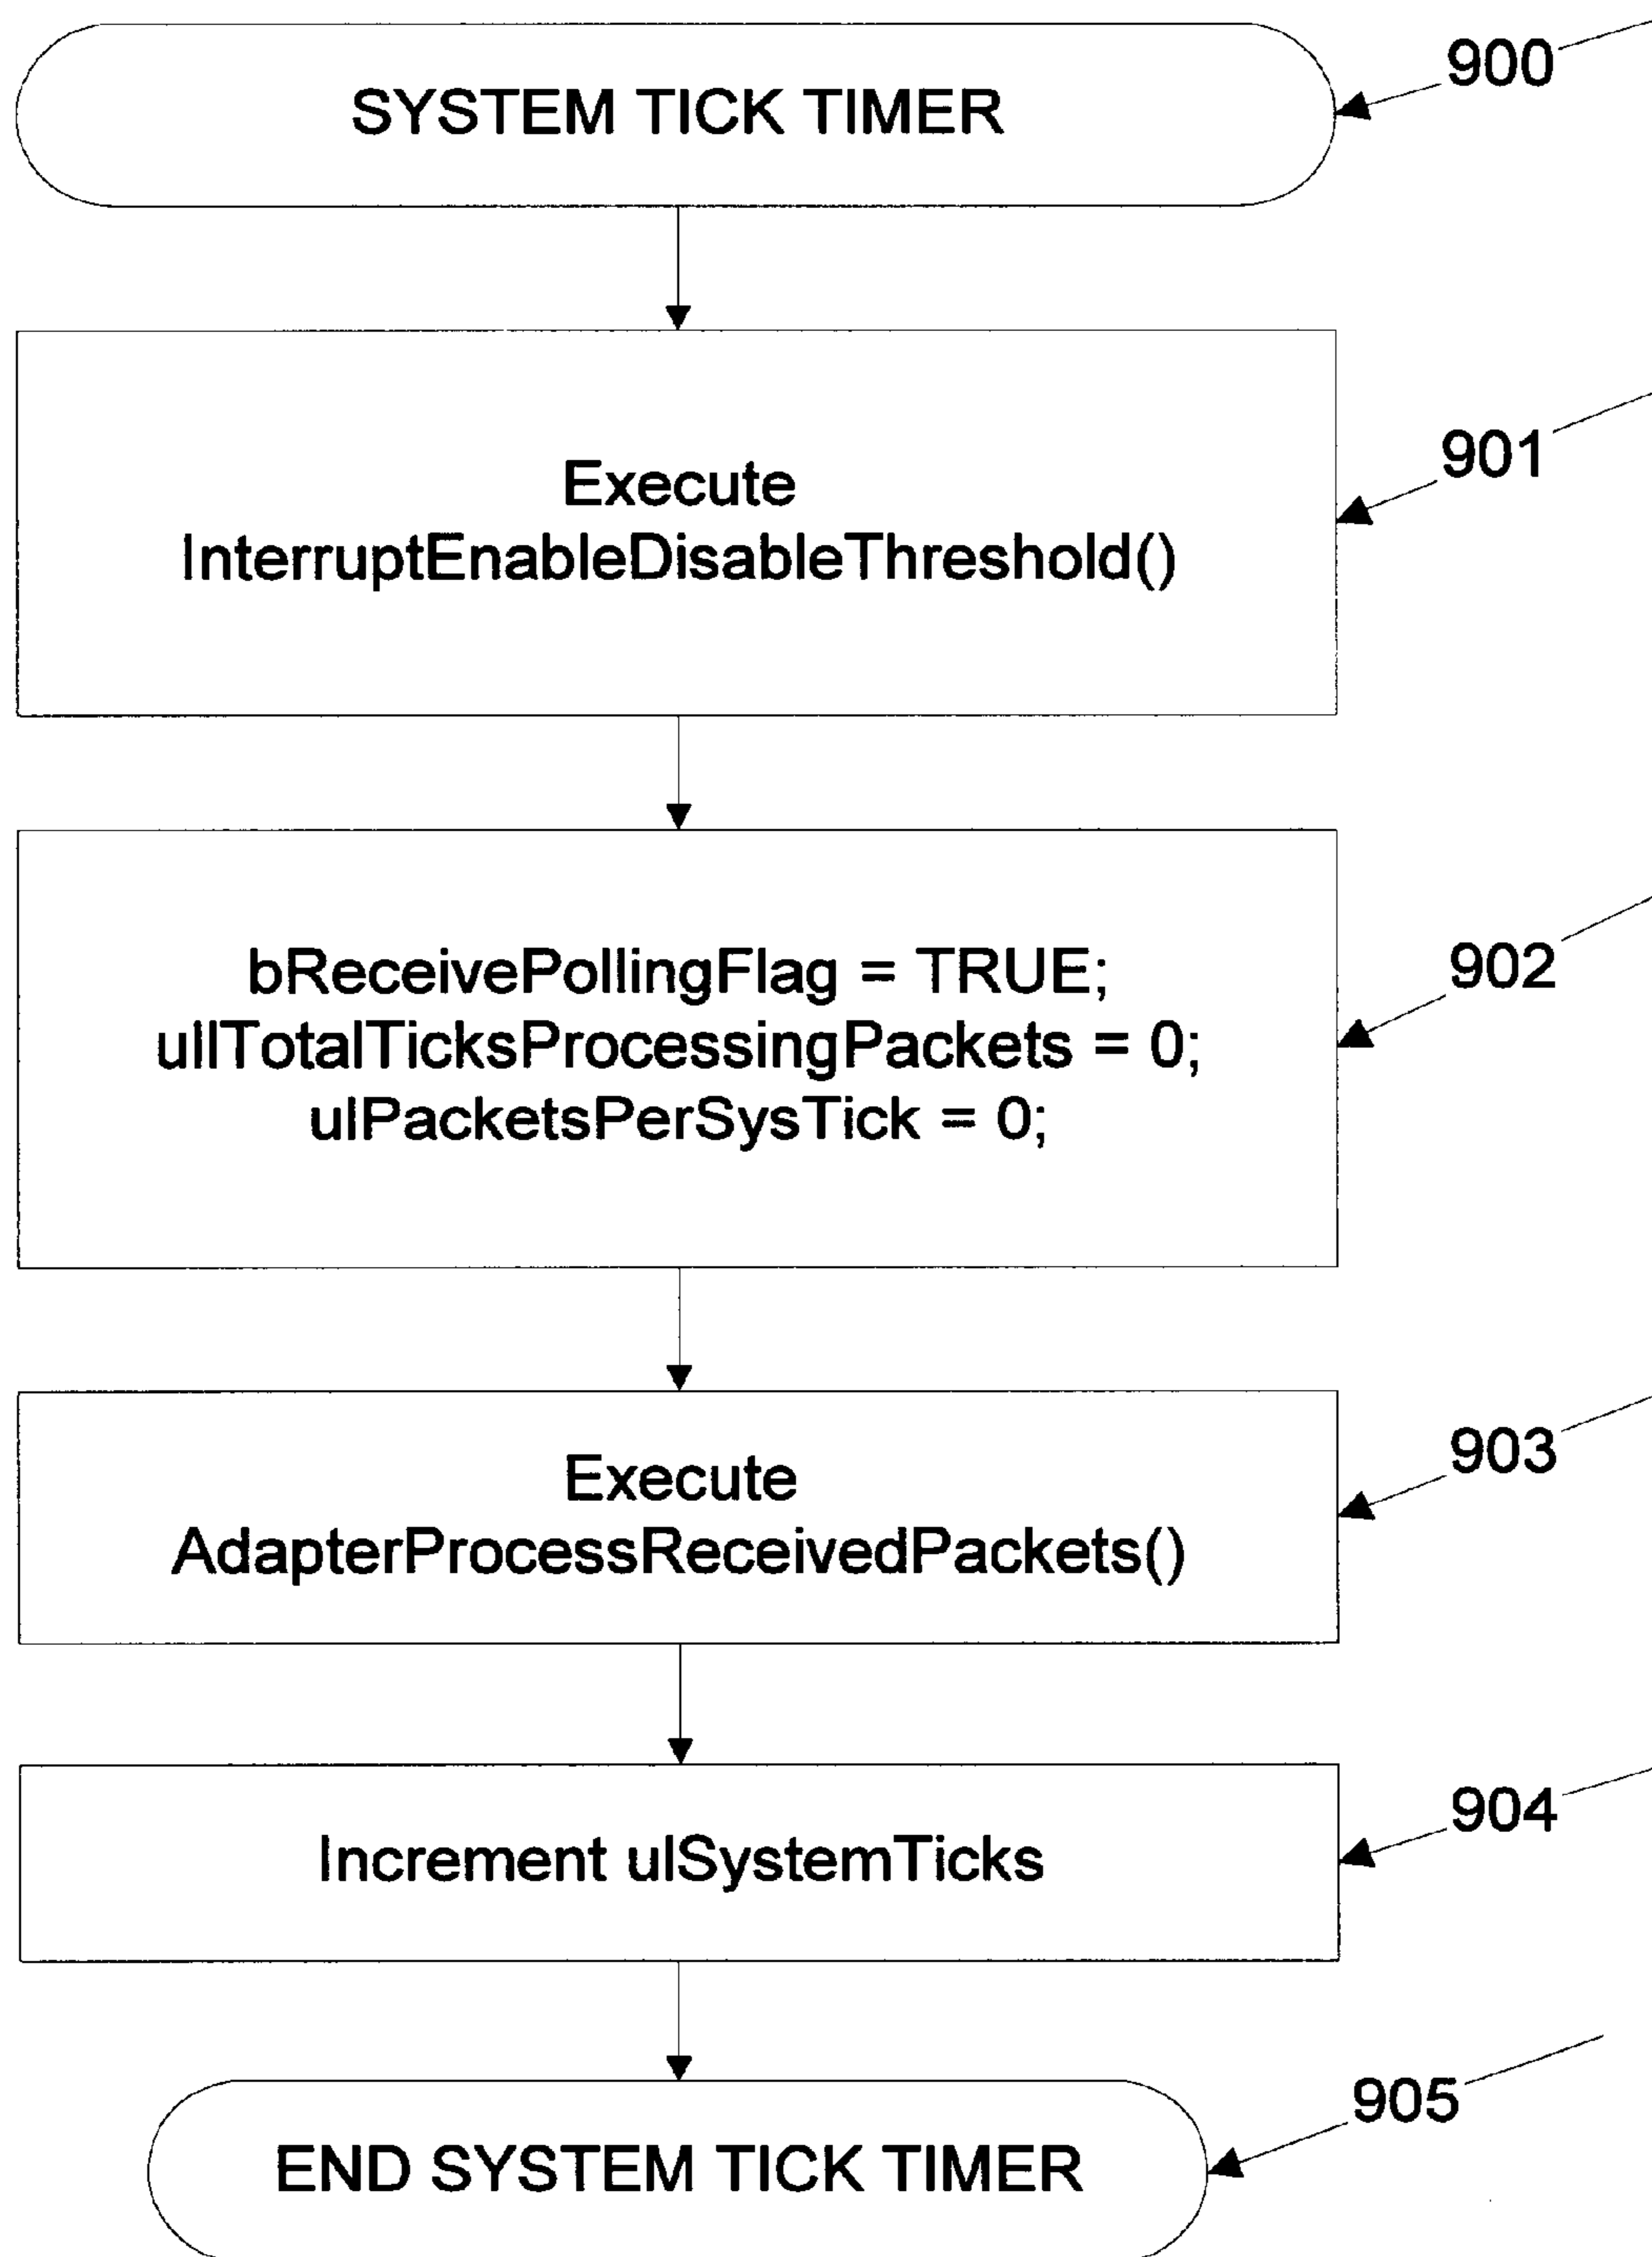 SYSTEM TICK TIMER
900
Execute
InterruptEnableDisableThreshold()
901
bReceivePollingFlag = TRUE;
ullTotalTicksProcessingPackets = 0;
ulPacketsPerSysTick = 0;
902
Execute
AdapterProcessReceivedPackets()
903
Increment ulSystemTicks
904
END SYSTEM TICK TIMER
905